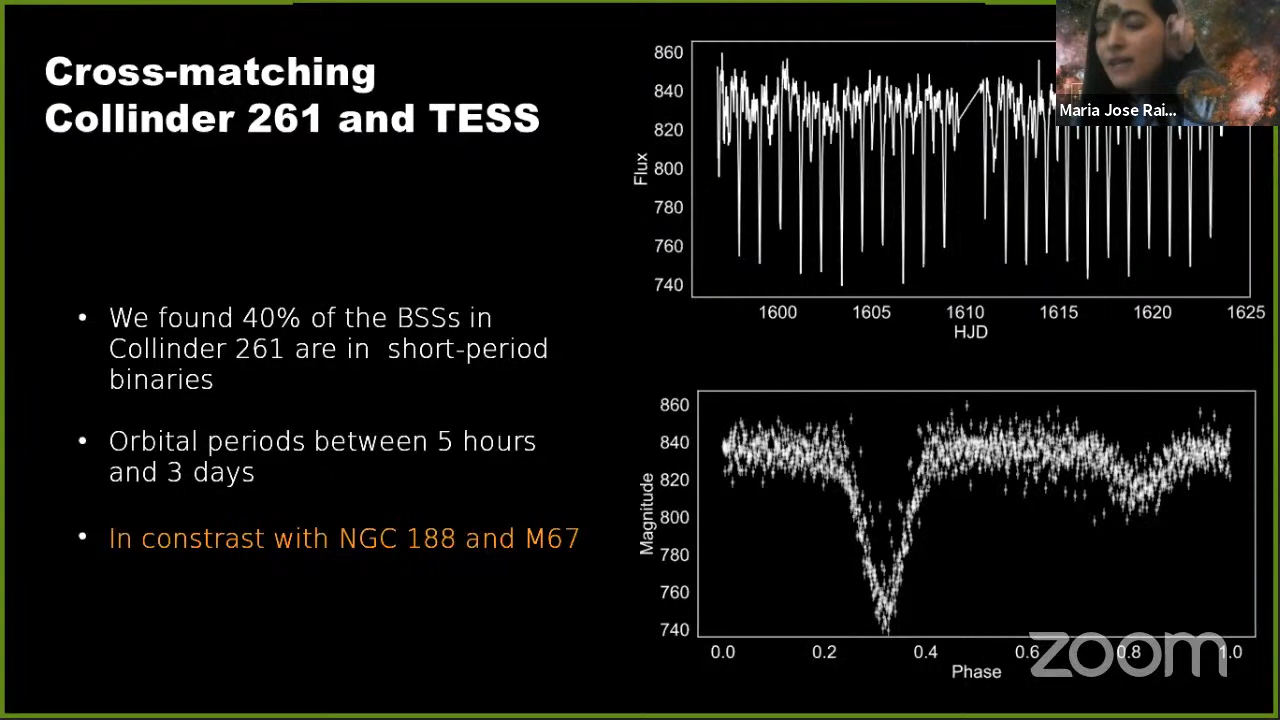 Cross-matching
Collinder 261 and TESS
• We found 40% of the BSSs in
Collinder 261 are in short-period
binaries
• Orbital periods between 5 hours
and 3 days
• In constrast with NGC 188 and M67
860
840
820
800
780
760
740
Flux
1600 1605 1610 1615 1620 1625
HJD
860
840
820
800
780
760
740
Magnitude
0.0 0.2 0.4 0.6 0.8 1.0
Phase
Maria Jose Rai...
zoom